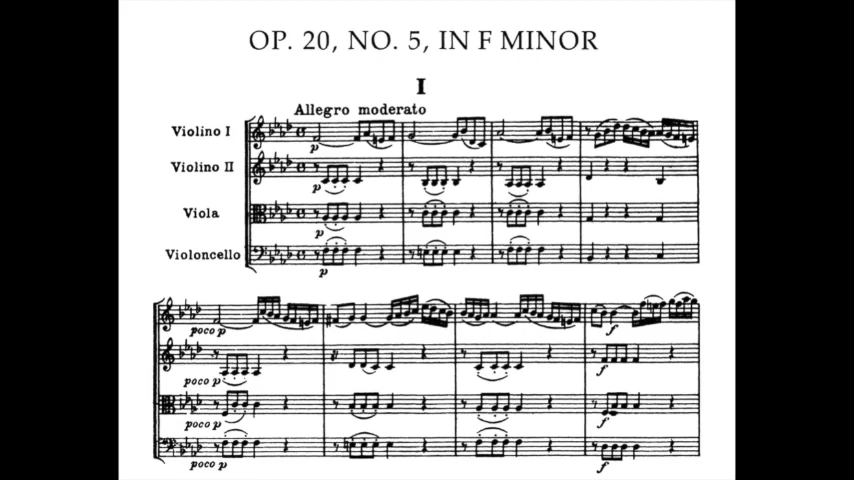 OP. 20, NO. 5, IN F MINOR
I
Allegro moderato
Violino I
p
Violino II
p
Viola
p
Violoncello
p
poco p
f
poco p
f
poco p
f
poco p
f